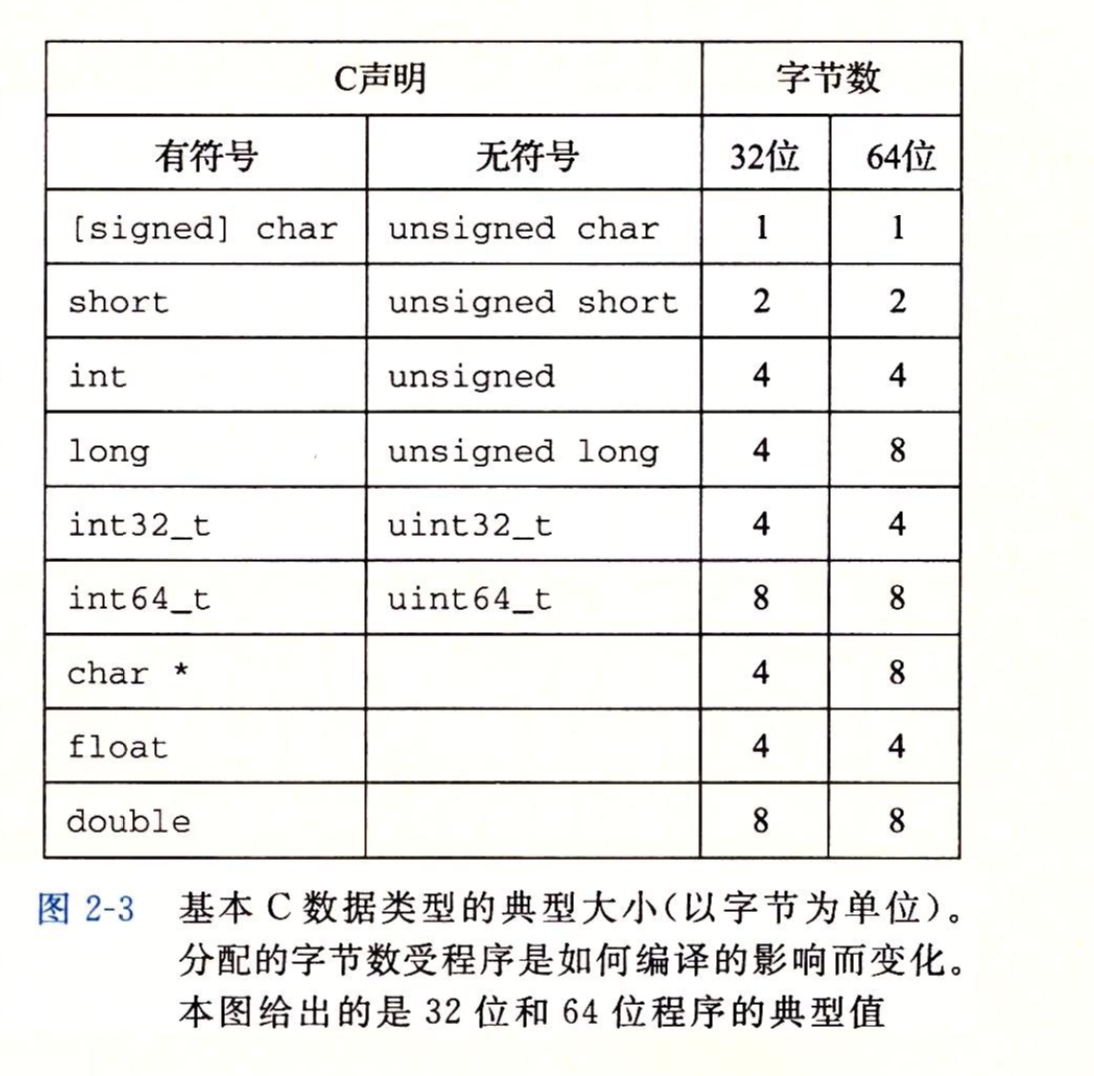 C声明 字节数
有符号 无符号 32位 64位
[signed] char unsigned char 1 1
short unsigned short 2 2
int unsigned 4 4
long unsigned long 4 8
int32_t uint32_t 4 4
int64_t uint64_t 8 8
char * 4 8
float 4 4
double 8 8
图 2-3 基本 C 数据类型的典型大小(以字节为单位)。
分配的字节数受程序是如何编译的影响而变化。
本图给出的是 32 位和 64 位程序的典型值